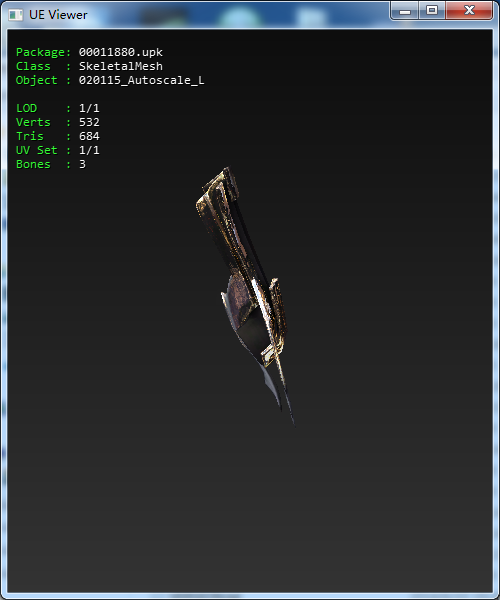 UE Viewer
Package: 00011880.upk
Class : SkeletalMesh
Object : 020115_Autoscale_L
LOD : 1/1
Verts : 532
Tris : 684
UV Set : 1/1
Bones : 3